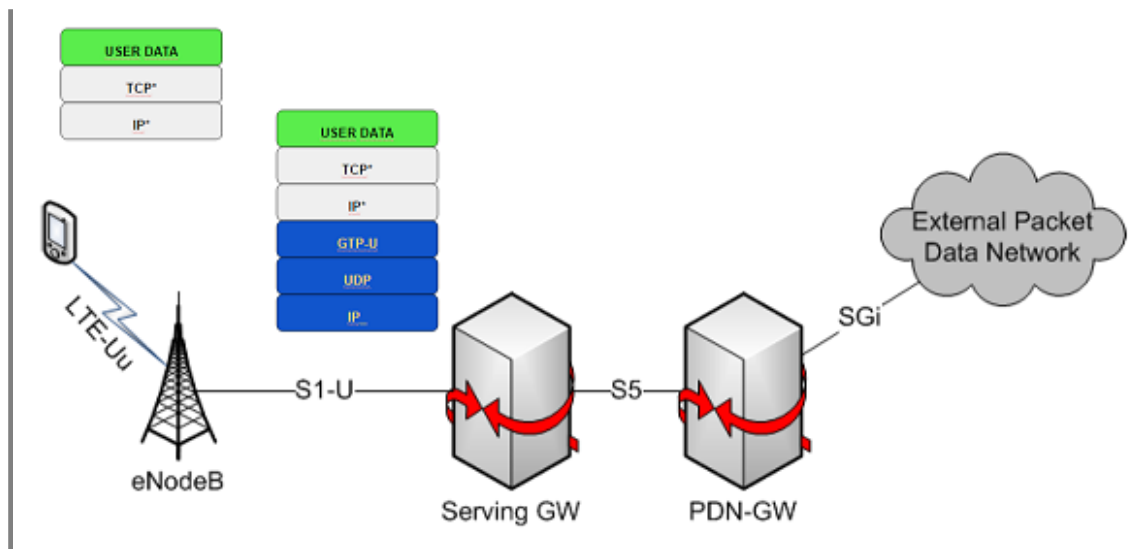 USER DATA
TCP*
IP*
USER DATA
TCP*
IP*
GTP-U
UDP
IP
External Packet
Data Network
LTE-Uu
SGi
S1-U
S5
eNodeB
Serving GW
PDN-GW